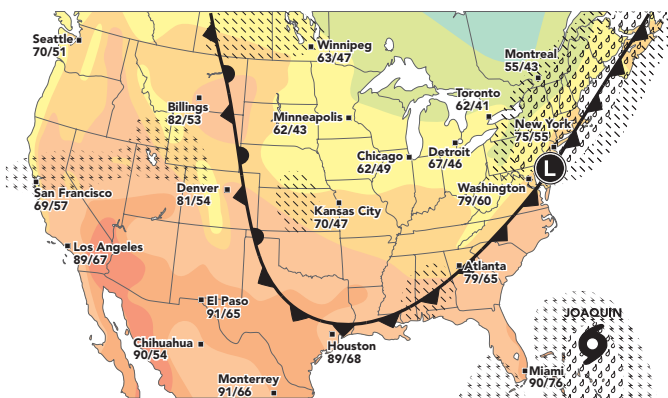 Seattle
70/51
Winnipeg
63/47
Montreal
55/43
Billings
82/53
Minneapolis
62/43
Toronto
62/41
New York
75/55
Chicago
62/49
Detroit
67/46
L
San Francisco
69/57
Denver
81/54
Kansas City
70/47
Washington
79/60
Los Angeles
89/67
Atlanta
79/65
El Paso
91/65
JOAQUIN
Chihuahua
90/54
Houston
89/68
Monterrey
91/66
Miami
90/76